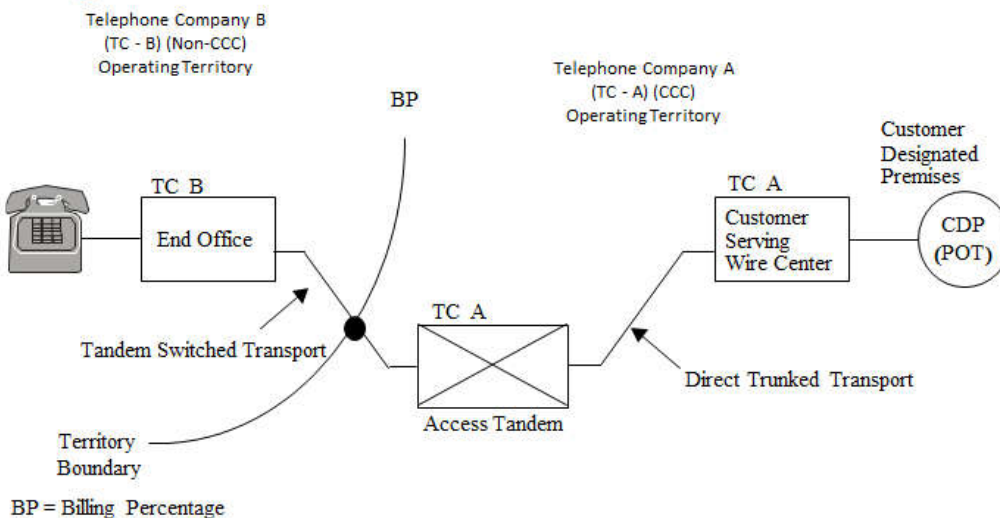 Telephone Company B
(TC - B) (Non-CCC)
Operating Territory
Telephone Company A
(TC - A) (CCC)
Operating Territory
BP
Customer
Designated
Premises
TC B
End Office
TC A
Customer
Serving
Wire Center
CDP
(POT)
TC A
Tandem Switched Transport
Direct Trunked Transport
Access Tandem
Territory
Boundary
BP = Billing Percentage